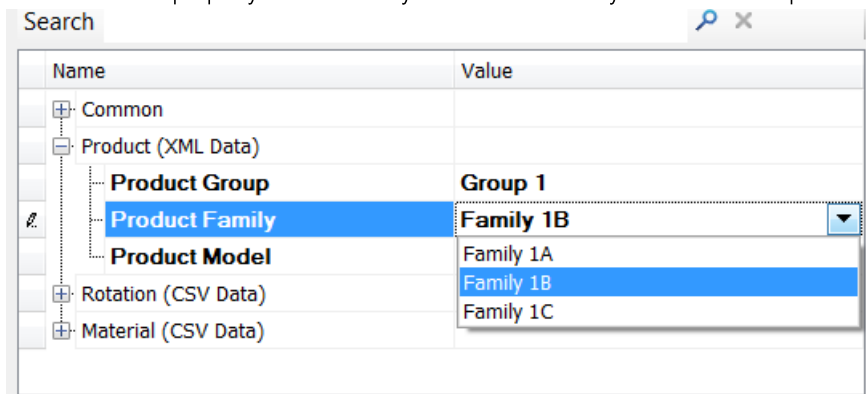 Search
Name Value
Common
Product (XML Data)
Product Group Group 1
Product Family Family 1B
Product Model Family 1A
Family 1B
Rotation (CSV Data) Family 1C
Material (CSV Data)